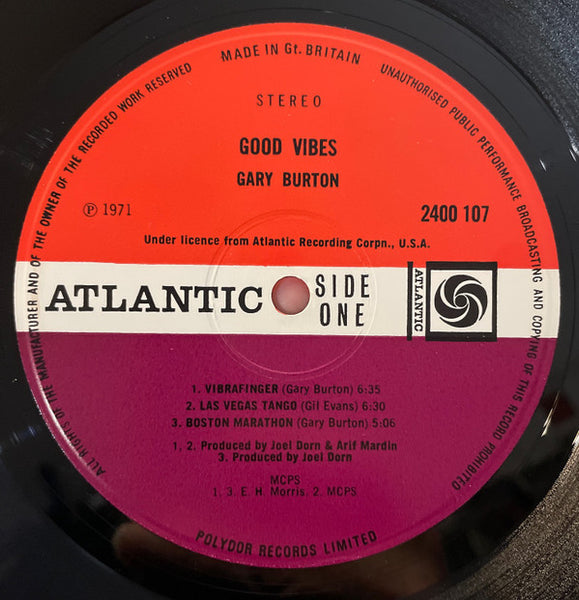 ALL RIGHTS OF THE MANUFACTURER AND OF THE OWNER OF THE RECORDED WORK RESERVED
MADE IN Gt. BRITAIN
UNAUTHORISED PUBLIC PERFORMANCE BROADCASTING AND COPYING OF THIS RECORD PROHIBITED
STEREO
GOOD VIBES
GARY BURTON
℗ 1971
2400 107
Under licence from Atlantic Recording Corpn., U.S.A.
ATLANTIC
SIDE
ONE
ATLANTIC
1. VIBRAFINGER (Gary Burton) 6:35
2. LAS VEGAS TANGO (Gil Evans) 6:30
3. BOSTON MARATHON (Gary Burton) 5:06
1, 2. Produced by Joel Dorn & Arif Mardin
3. Produced by Joel Dorn
MCPS
1. 3. E. H. Morris. 2. MCPS
POLYDOR RECORDS LIMITED